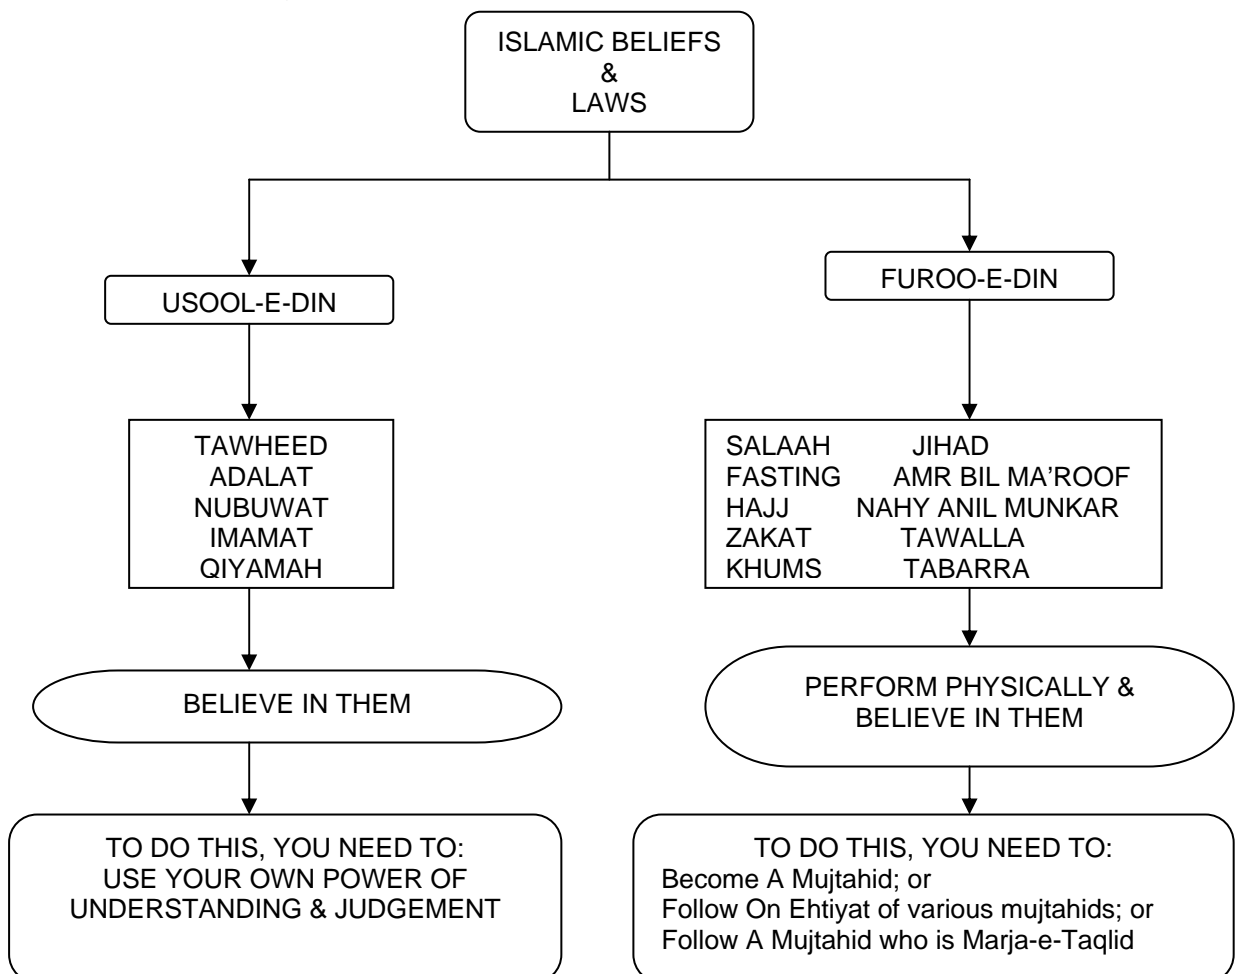 ISLAMIC BELIEFS
&
LAWS
USOOL-E-DIN
FUROO-E-DIN
TAWHEED
ADALAT
NUBUWAT
IMAMAT
QIYAMAH
SALAAH JIHAD
FASTING AMR BIL MA’ROOF
HAJJ NAHY ANIL MUNKAR
ZAKAT TAWALLA
KHUMS TABARRA
BELIEVE IN THEM
PERFORM PHYSICALLY &
BELIEVE IN THEM
TO DO THIS, YOU NEED TO:
USE YOUR OWN POWER OF
UNDERSTANDING & JUDGEMENT
TO DO THIS, YOU NEED TO:
Become A Mujtahid; or
Follow On Ehtiyat of various mujtahids; or
Follow A Mujtahid who is Marja-e-Taqlid